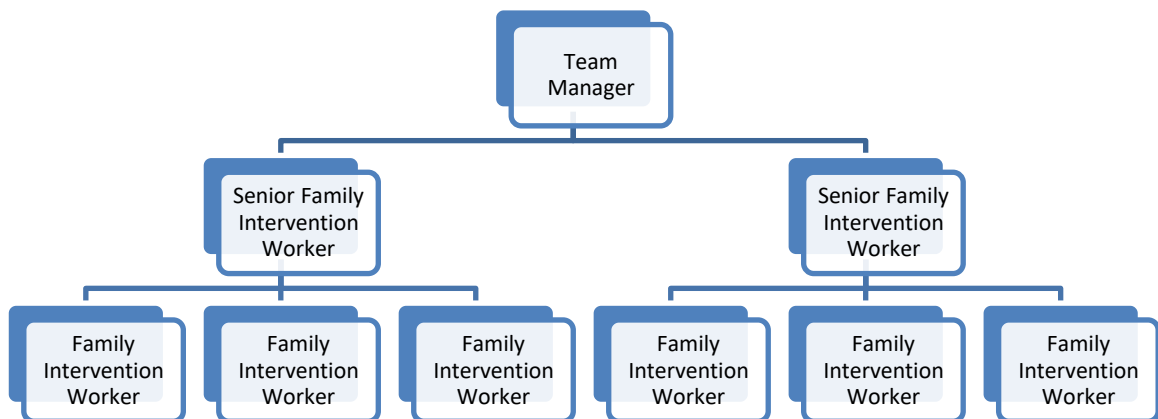 Team
Manager
Senior Family
Intervention
Worker
Senior Family
Intervention
Worker
Family
Intervention
Worker
Family
Intervention
Worker
Family
Intervention
Worker
Family
Intervention
Worker
Family
Intervention
Worker
Family
Intervention
Worker